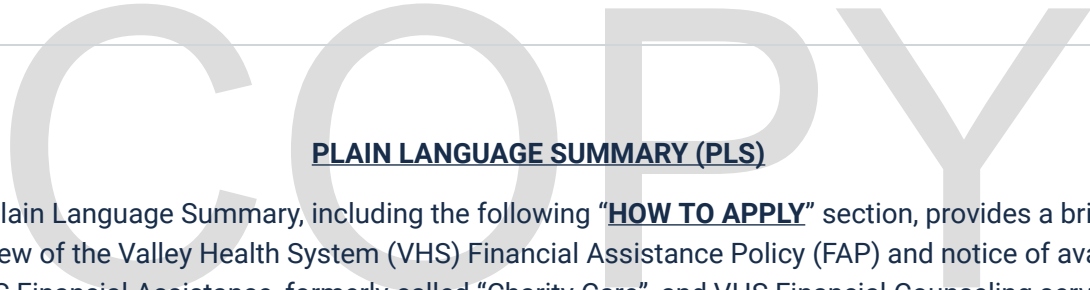 COPY
PLAIN LANGUAGE SUMMARY (PLS)
lain Language Summary, including the following “HOW TO APPLY” section, provides a bri
ew of the Valley Health System (VHS) Financial Assistance Policy (FAP) and notice of ava
S Financial Assistance, formerly called “Charity Care”, and VHS Financial Counseling serv